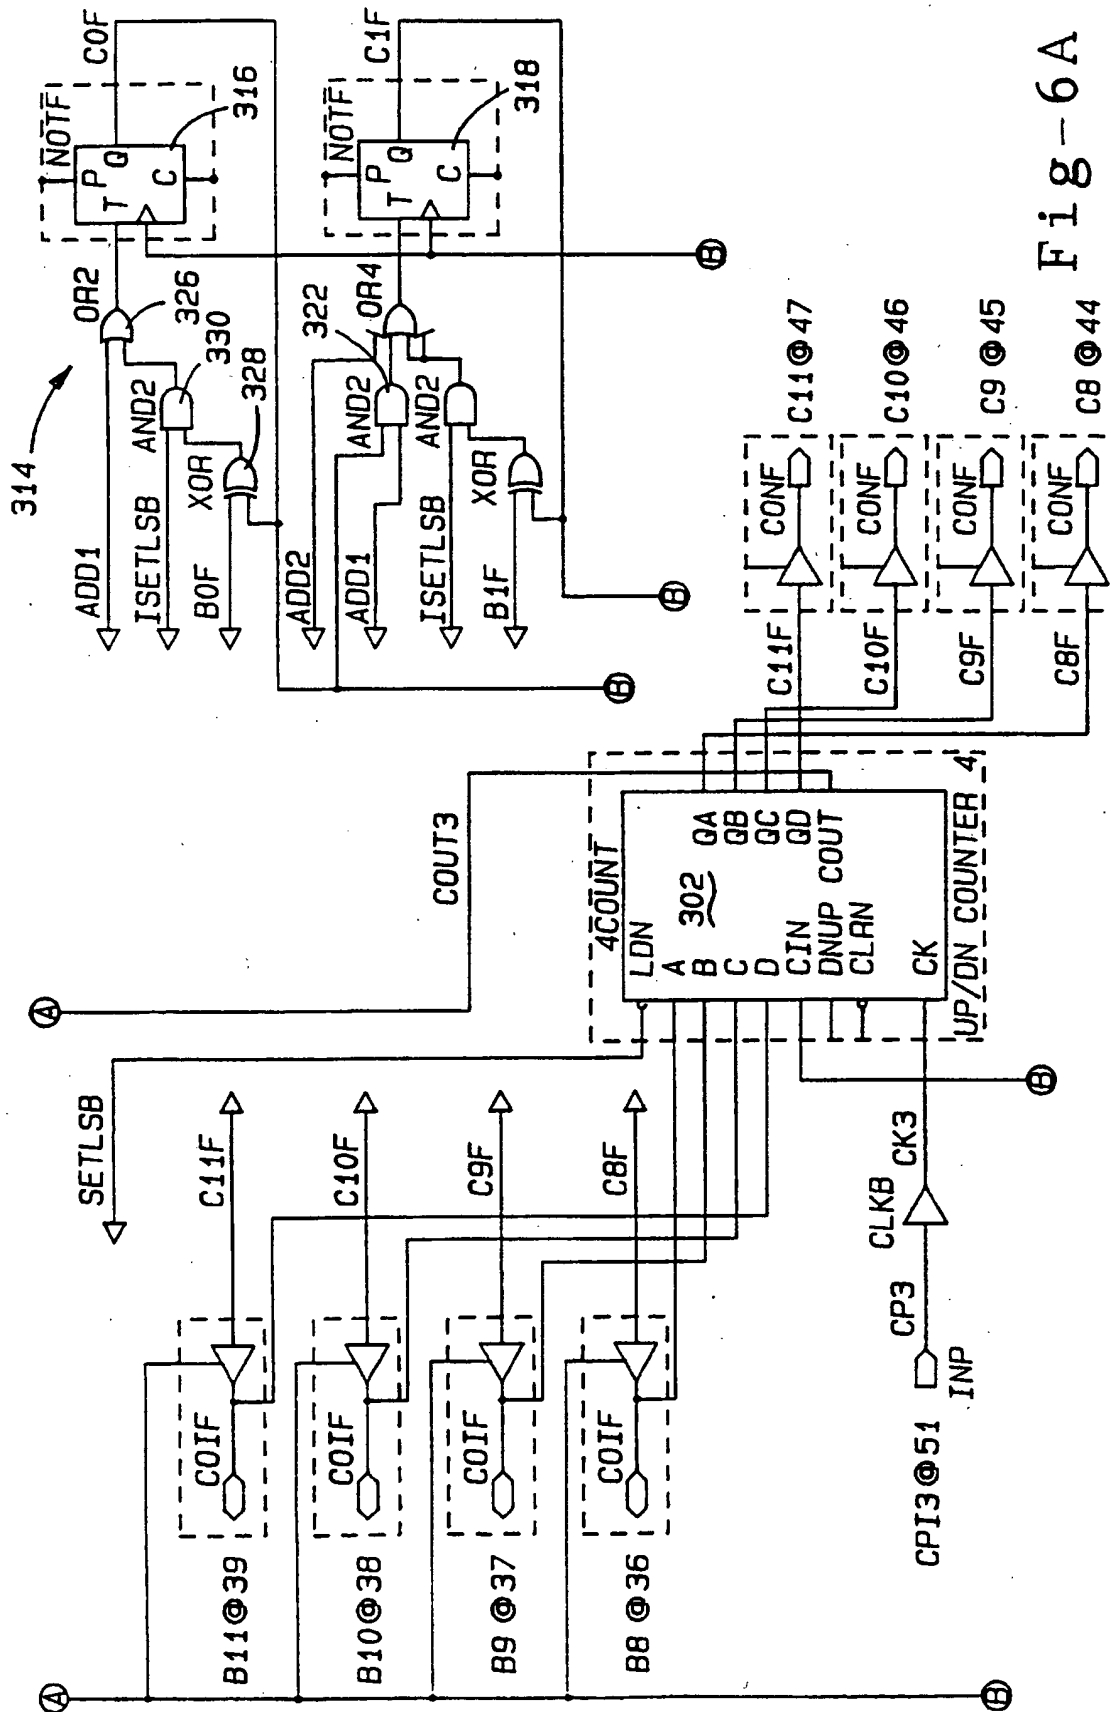 314
ADD1
OR2
326
NOTF
T
P
Q
C
316
C0F
ISETLSB
AND2
330
B0F
XOR
328
ADD2
322
OR4
NOTF
T
P
Q
C
318
C1F
ADD1
AND2
ISETLSB
AND2
B1F
XOR
B
B
B
A
SETLSB
COUT3
A
B11@39
COIF
C11F
B10@38
COIF
C10F
B9@37
COIF
C9F
B8@36
COIF
C8F
B
4COUNT
LDN
A
B
C
D
CIN
DNUP
CLRN
CK
302
QA
QB
QC
QD
COUT
UP/DN COUNTER 4
B
CPI3@51
INP
CP3
CLKB
CK3
C11F
CONF
C11@47
C10F
CONF
C10@46
C9F
CONF
C9@45
C8F
CONF
C8@44
Fig-6A